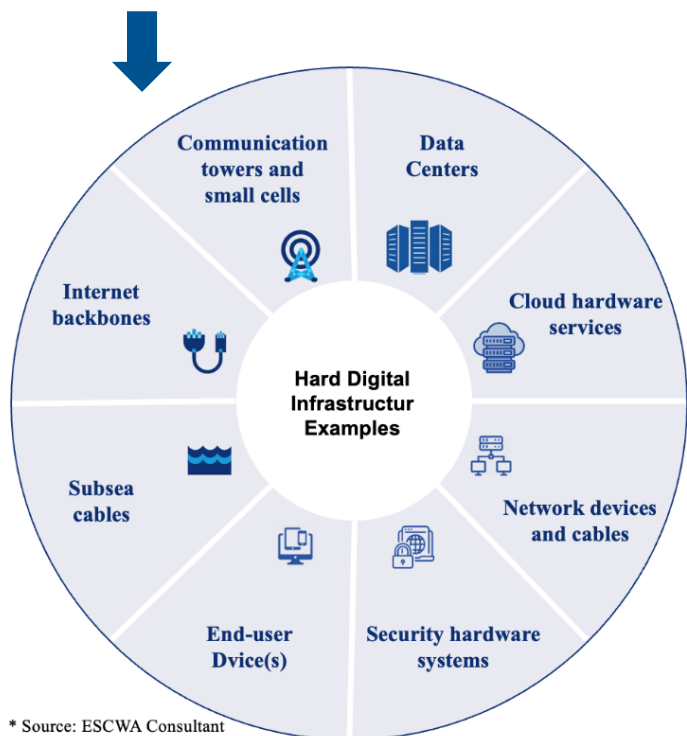 Communication
towers and
small cells
Data
Centers
Internet
backbones
Cloud hardware
services
Hard Digital
Infrastructur
Examples
Subsea
cables
Network devices
and cables
End-user
Dvice(s)
Security hardware
systems
* Source: ESCWA Consultant